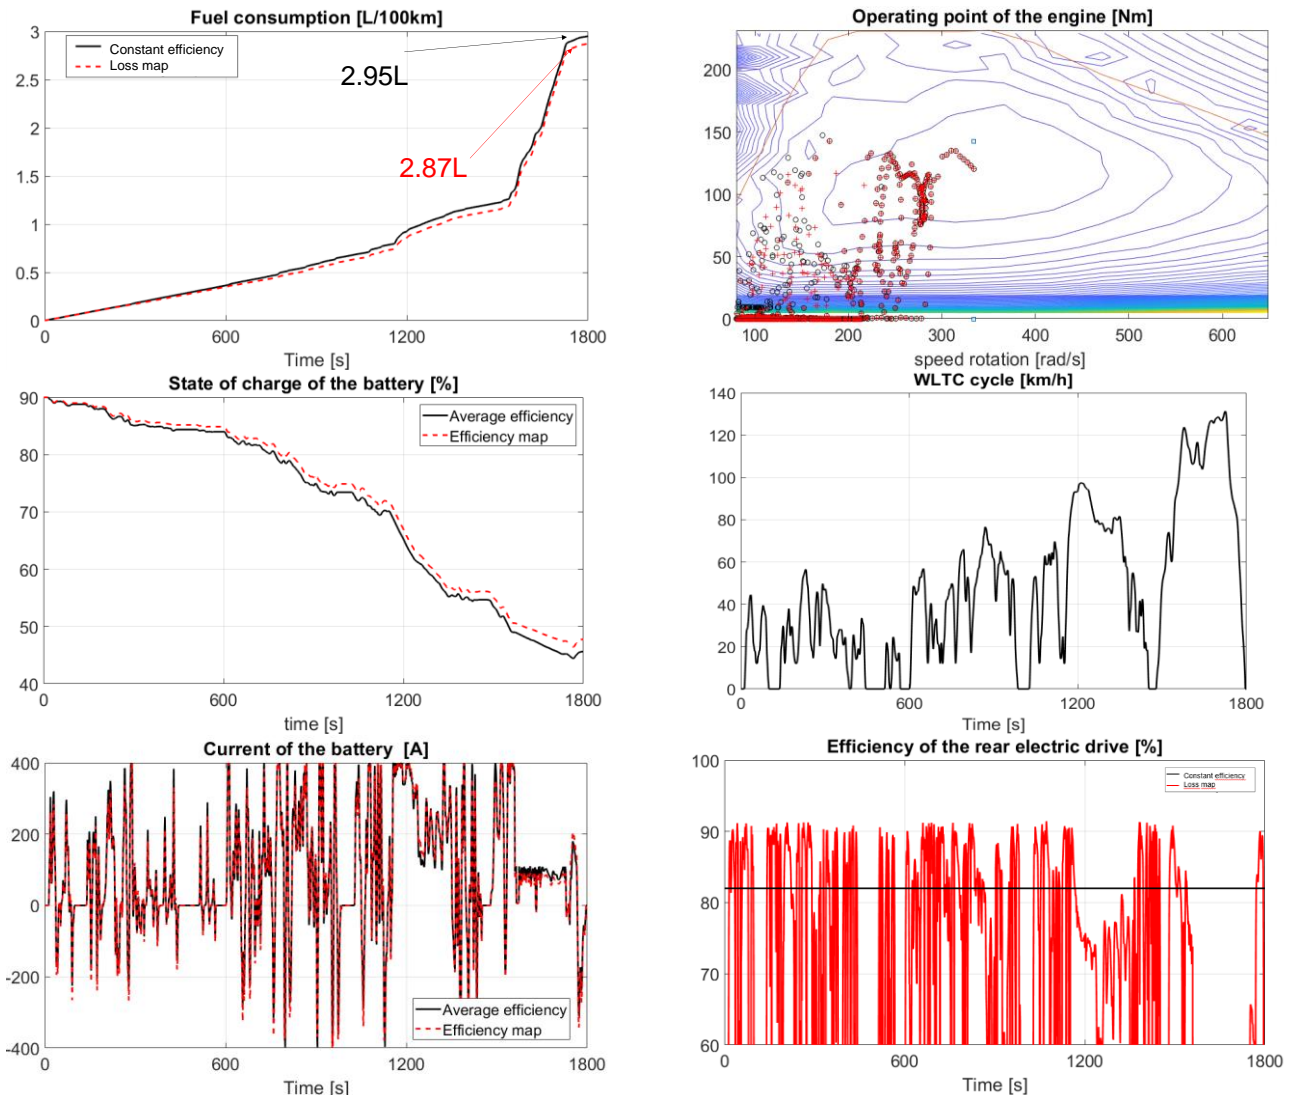 Fuel consumption [L/100km]
3
2.5
2
1.5
1
0.5
0
Constant efficiency
Loss map
2.95L
2.87L
0
600
1200
1800
Time [s]
Operating point of the engine [Nm]
200
150
100
50
0
100
200
300
400
500
600
speed rotation [rad/s]
State of charge of the battery [%]
90
80
70
60
50
40
Average efficiency
Efficiency map
0
600
1200
1800
time [s]
WLTC cycle [km/h]
140
120
100
80
60
40
20
0
0
600
1200
1800
Time [s]
Current of the battery [A]
400
200
0
-200
-400
Average efficiency
Efficiency map
0
600
1200
1800
Time [s]
Efficiency of the rear electric drive [%]
100
90
80
70
60
Constant efficiency
Loss map
0
600
1200
1800
Time [s]